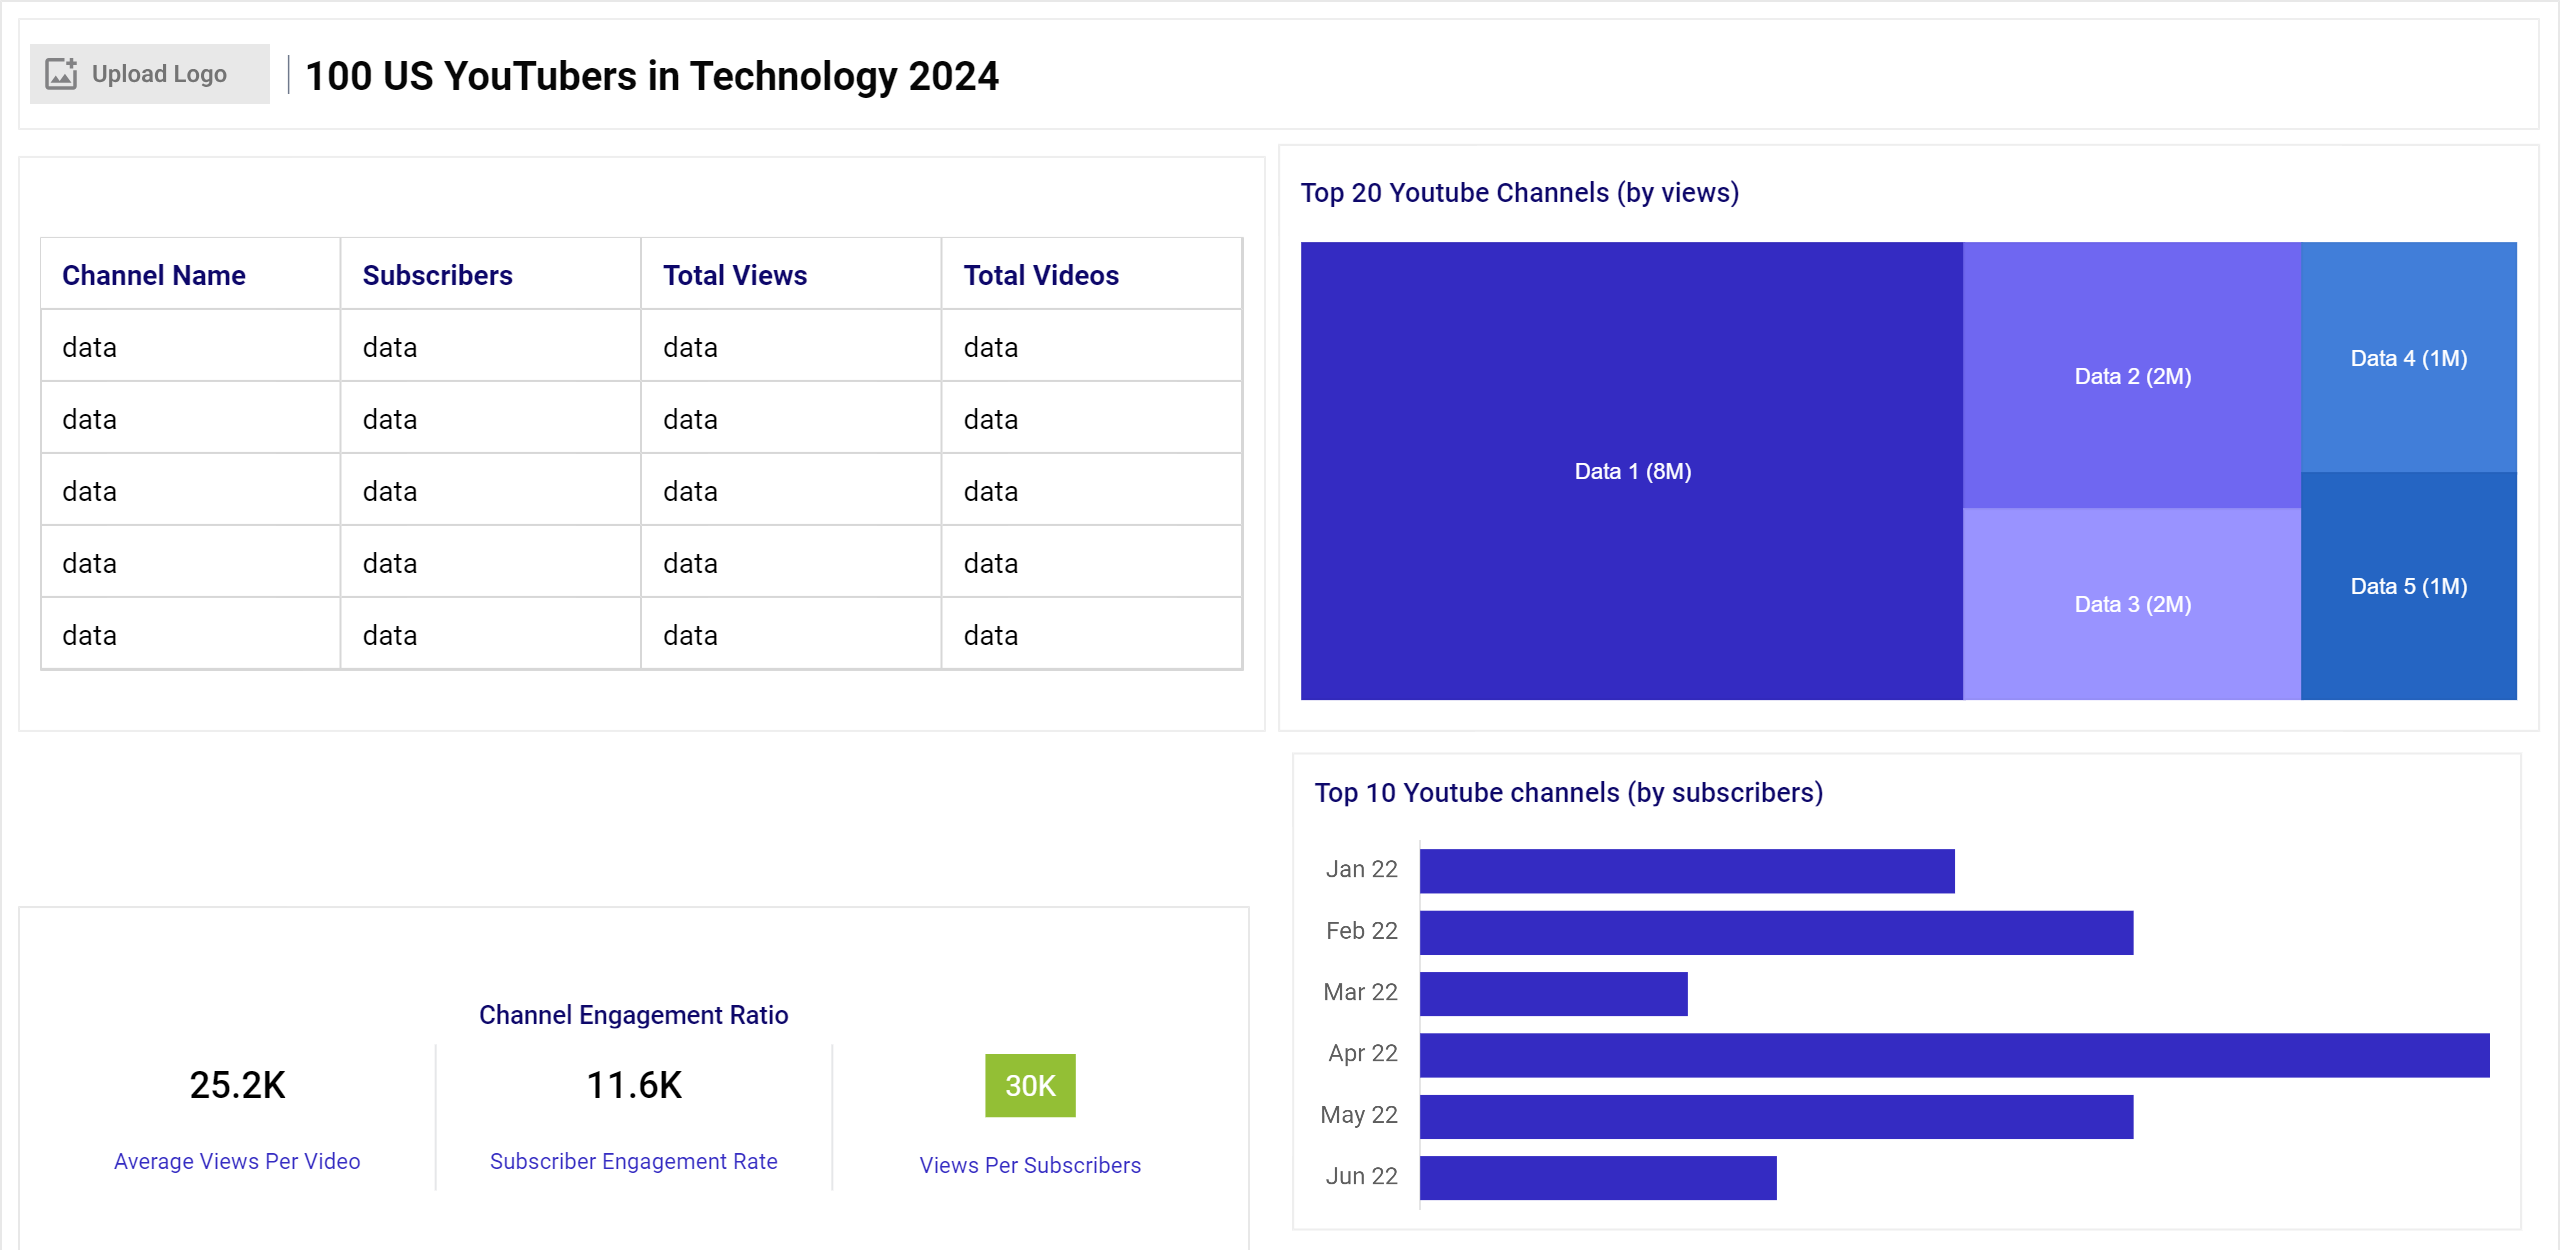 Upload Logo
100 US YouTubers in Technology 2024
Channel Name Subscribers Total Views Total Videos
data data data data
data data data data
data data data data
data data data data
data data data data
Top 20 Youtube Channels (by views)
Data 1 (8M)
Data 2 (2M)
Data 3 (2M)
Data 4 (1M)
Data 5 (1M)
Channel Engagement Ratio
25.2K
Average Views Per Video
11.6K
Subscriber Engagement Rate
30K
Views Per Subscribers
Top 10 Youtube channels (by subscribers)
Jan 22
Feb 22
Mar 22
Apr 22
May 22
Jun 22